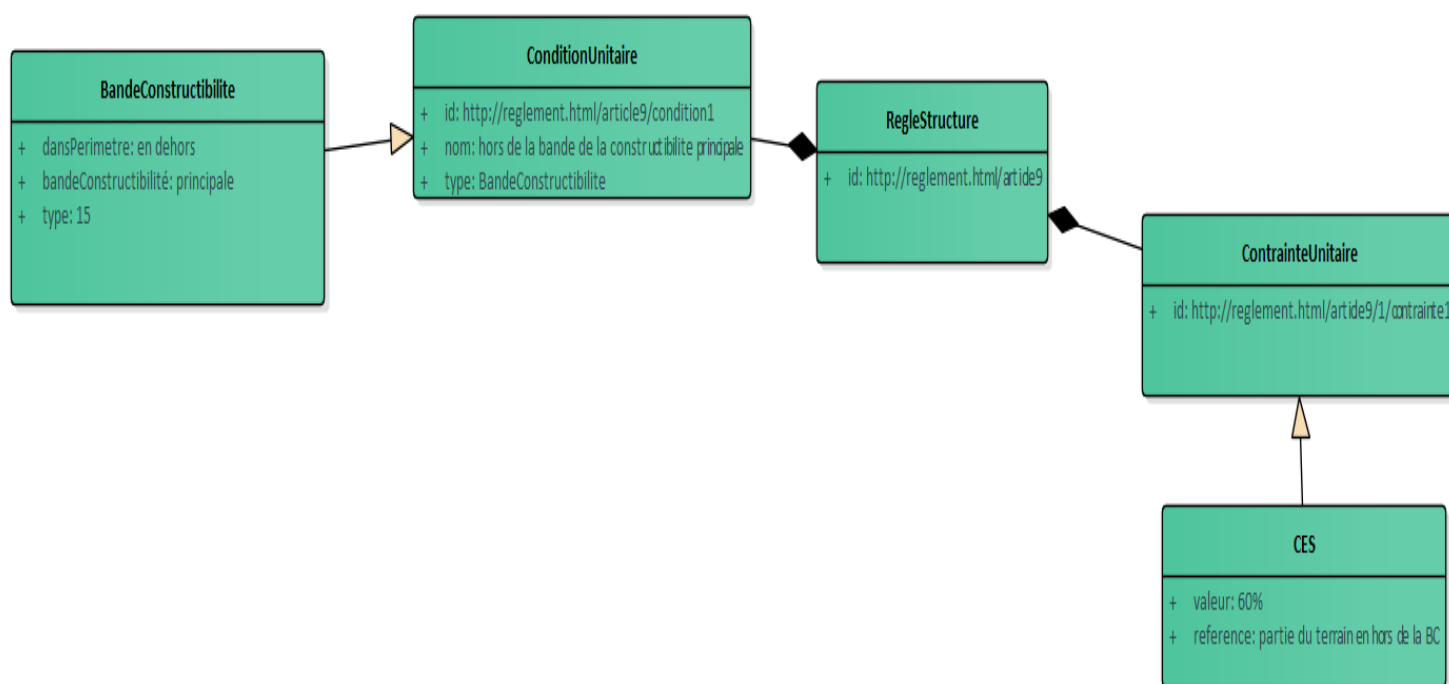 BandeConstructibilite
+ dansPerimetre: en dehors
+ bandeConstructibilité: principale
+ type: 15
ConditionUnitaire
+ id: http://reglement.html/article9/condition1
+ nom: hors de la bande de la constructibilite principale
+ type: BandeConstructibilite
RegleStructure
+ id: http://reglement.html/article9
ContrainteUnitaire
+ id: http://reglement.html/article9/1/contrainte1
CES
+ valeur: 60%
+ reference: partie du terrain en hors de la BC